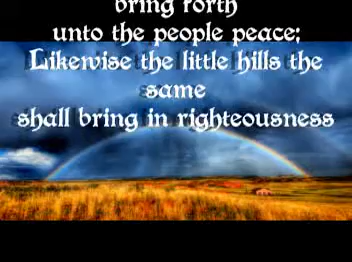 bring forth
unto the people peace;
Likewise the little hills the
same
shall bring in righteousness